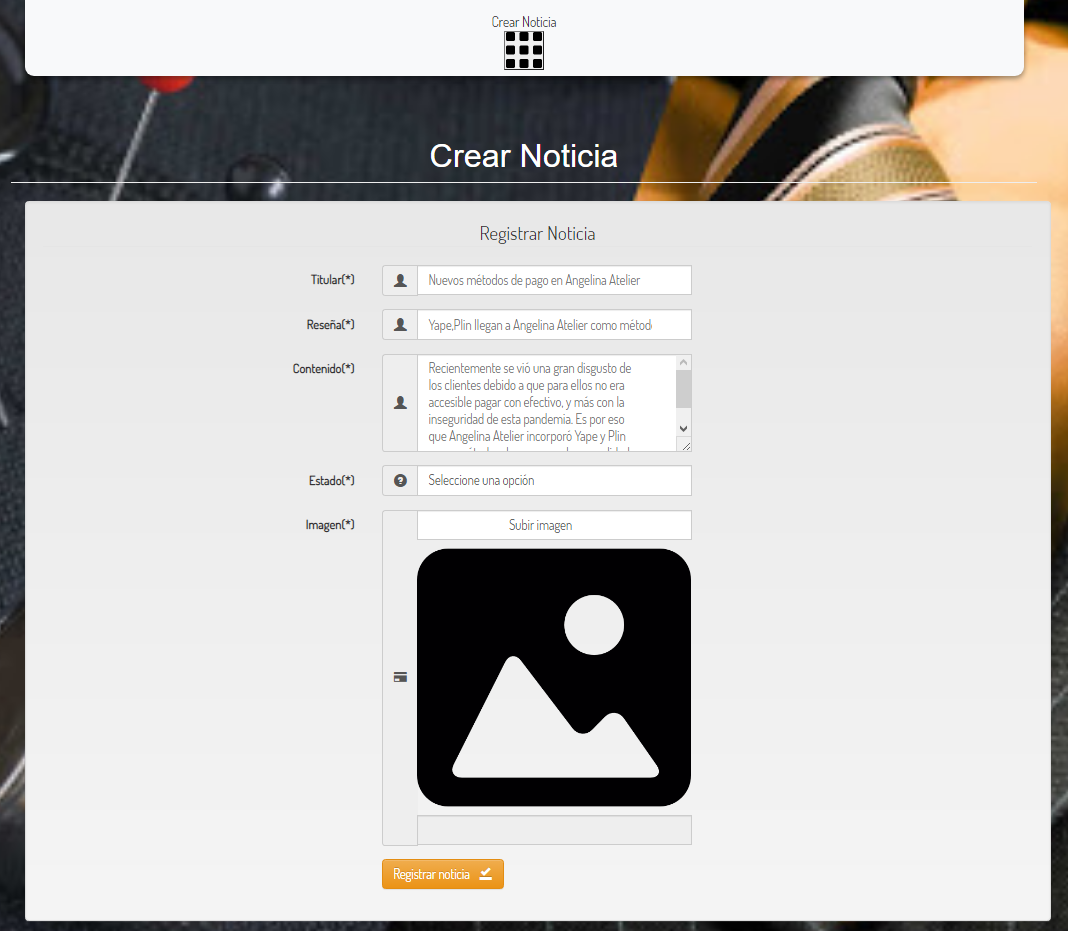 Crear Noticia
Crear Noticia
Registrar Noticia
Titular(*)
Nuevos métodos de pago en Angelina Atelier
Reseña(*)
Yape,Plin llegan a Angelina Atelier como métod
Contenido(*)
Recientemente se vió una gran disgusto de
los clientes debido a que para ellos no era
accesible pagar con efectivo, y más con la
inseguridad de esta pandemia. Es por eso
que Angelina Atelier incorporó Yape y Plin
Estado(*)
Seleccione una opción
Imagen(*)
Subir imagen
Registrar noticia